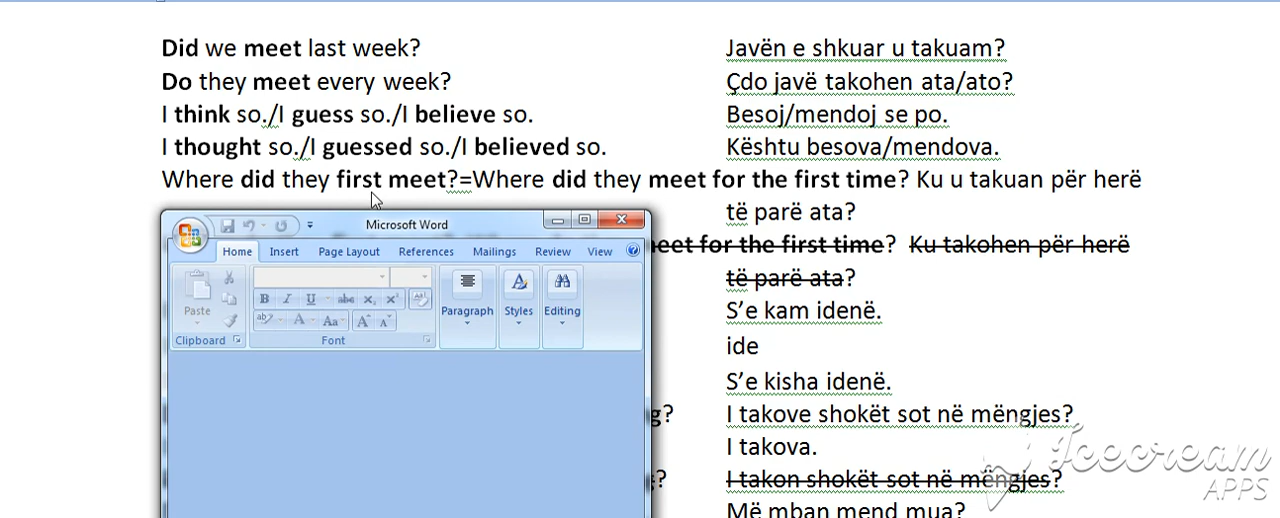 Did we meet last week? Javën e shkuar u takuam?
Do they meet every week? Çdo javë takohen ata/ato?
I think so./I guess so./I believe so. Besoj/mendoj se po.
I thought so./I guessed so./I believed so. Kështu besova/mendova.
Where did they first meet?=Where did they meet for the first time? Ku u takuan për herë
të parë ata?
Microsoft Word
meet for the first time? Ku takohen për herë
Home Insert Page Layout References Mailings Review View
të parë ata?
Paste
B I U abc X₂ X²
S’e kam idenë.
ab A Aa A A
Paragraph Styles Editing
Clipboard Font
ide
S’e kisha idenë.
g? I takove shokët sot në mëngjes?
I takova.
? I takon shokët sot në mëngjes?
Më mban mend mua?
Icecream
APPS